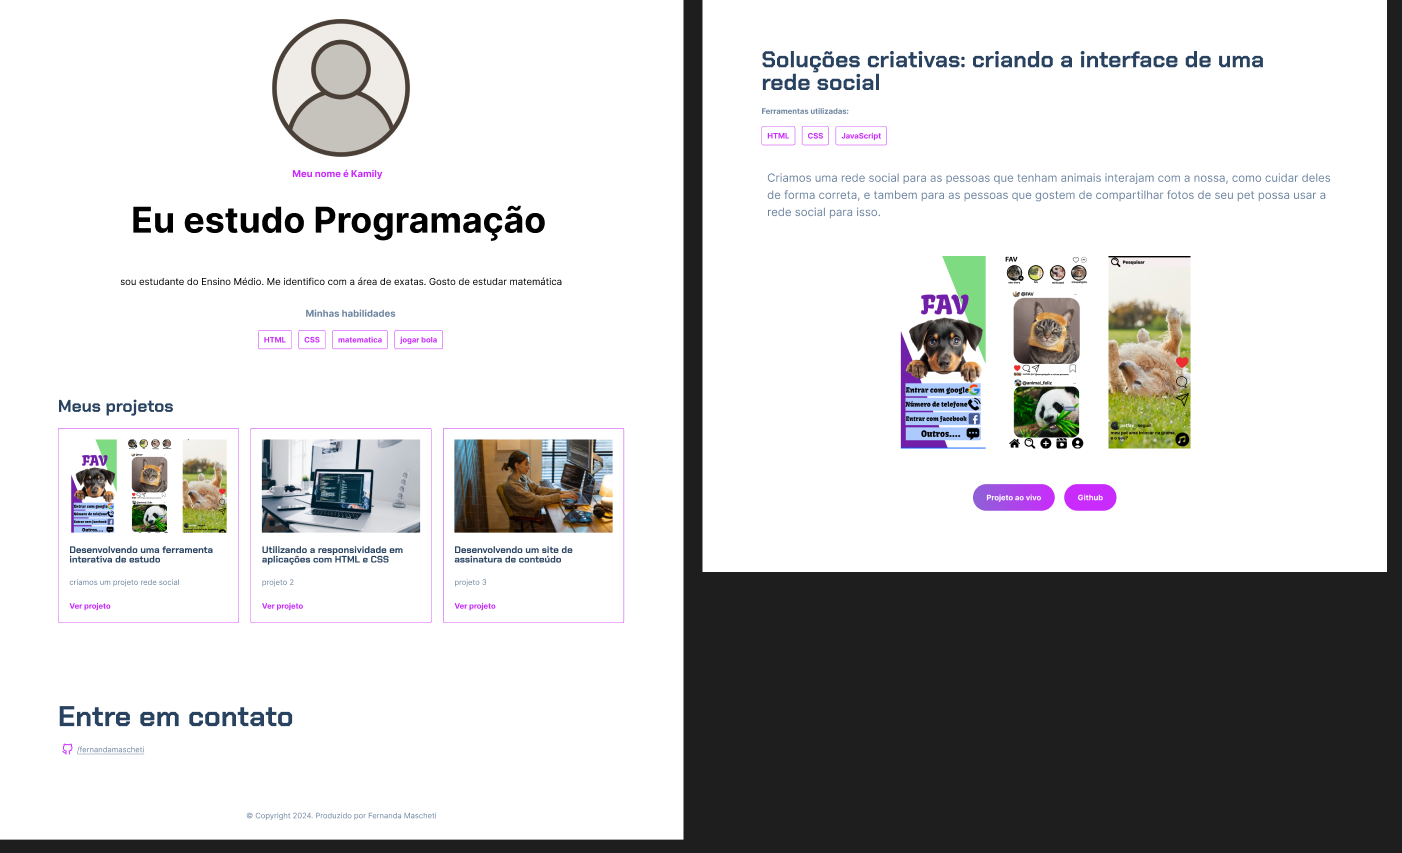 Meu nome é Kamily
Eu estudo Programação
sou estudante do Ensino Médio. Me identifico com a área de exatas. Gosto de estudar matemática
Minhas habilidades
HTML
CSS
matematica
jogar bola
Meus projetos
FAV
Entrar com google
Número de telefone
Entrar com facebook
Outros....
Desenvolvendo uma ferramenta
interativa de estudo
criamos um projeto rede social
Ver projeto
Utilizando a responsividade em
aplicações com HTML e CSS
projeto 2
Ver projeto
Desenvolvendo um site de
assinatura de conteúdo
projeto 3
Ver projeto
Entre em contato
/fernandamascheti
© Copyright 2024. Produzido por Fernanda Mascheti
Soluções criativas: criando a interface de uma
rede social
Ferramentas utilizadas:
HTML
CSS
JavaScript
Criamos uma rede social para as pessoas que tenham animais interajam com a nossa, como cuidar deles
de forma correta, e tambem para as pessoas que gostem de compartilhar fotos de seu pet possa usar a
rede social para isso.
FAV
Entrar com google
Número de telefone
Entrar com facebook
Outros....
FAV
@FAV
@animal_feliz
Pesquisar
Projeto ao vivo
Github